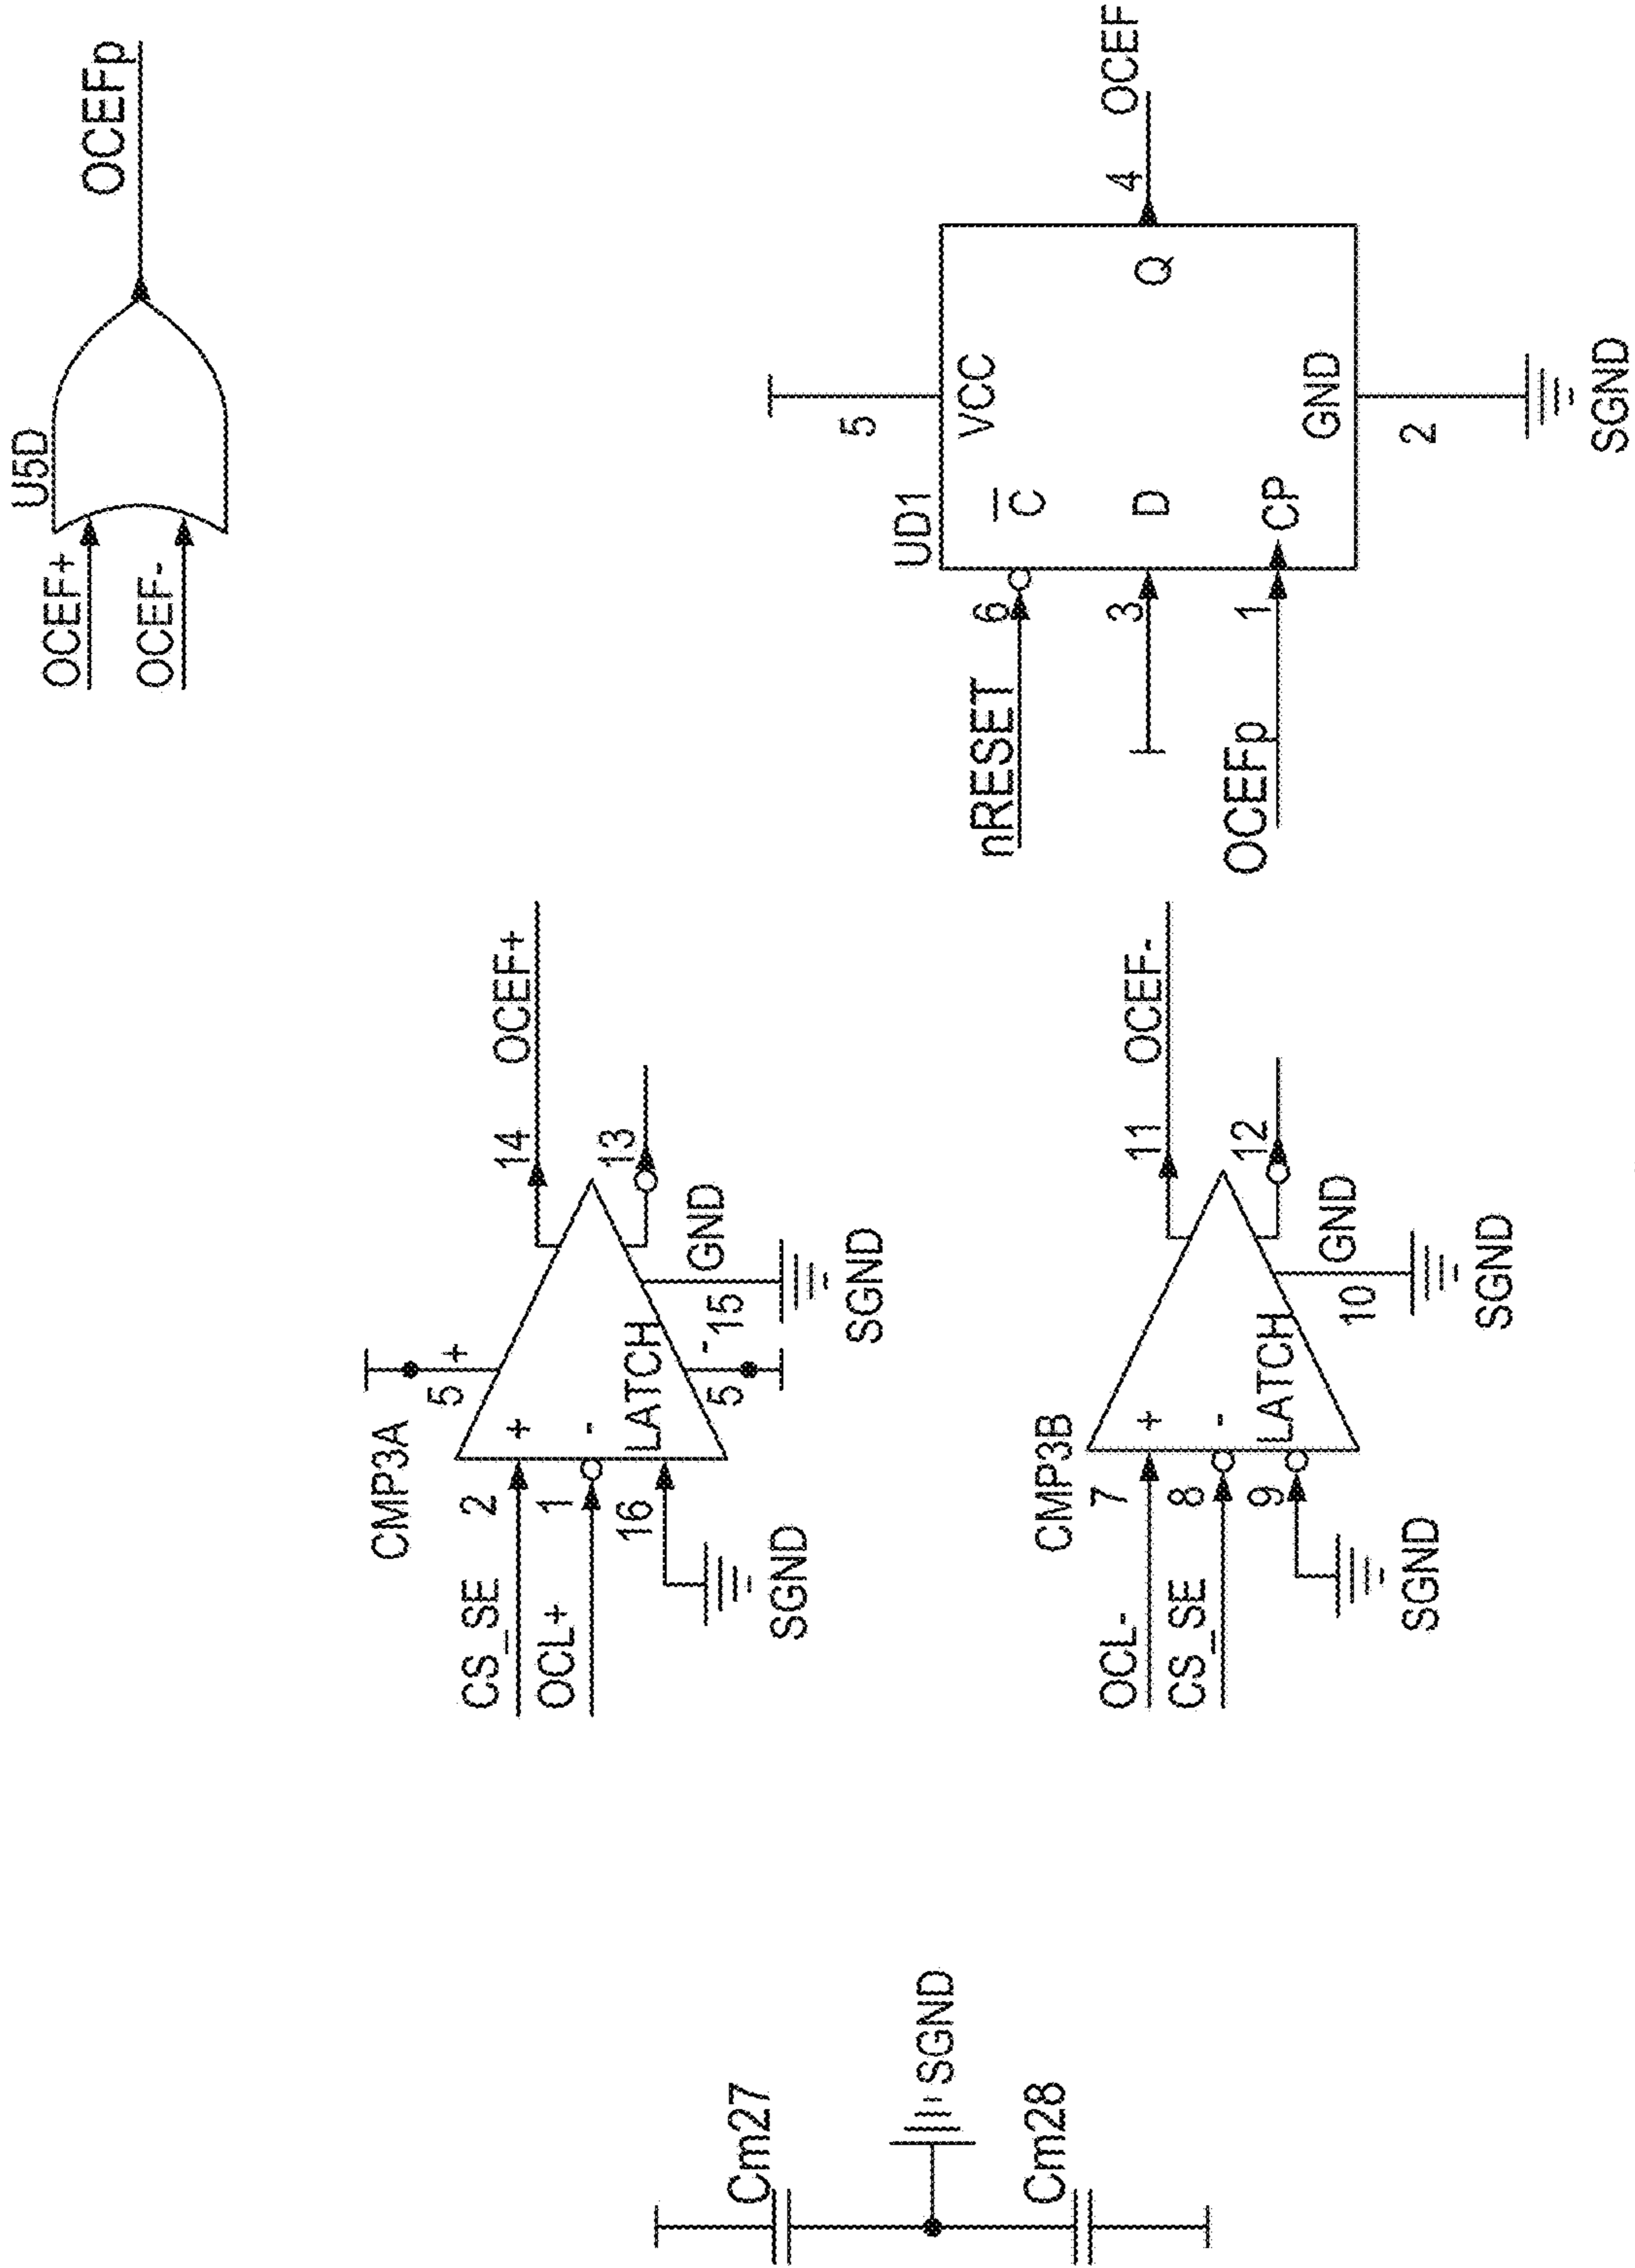 U5D
OCEF+
OCEF-
OCEFp
CMP3A
CS_SE
OCL+
2
1
16
+
-
LATCH
5
+
5
-
15
GND
14
13
OCEF+
SGND
SGND
UD1
nRESET
6
C
3
D
OCEFp
1
CP
5
VCC
GND
2
Q
4
OCEF
SGND
CMP3B
OCL-
CS_SE
7
8
9
+
-
LATCH
10
GND
11
12
OCEF-
SGND
SGND
Cm27
SGND
Cm28